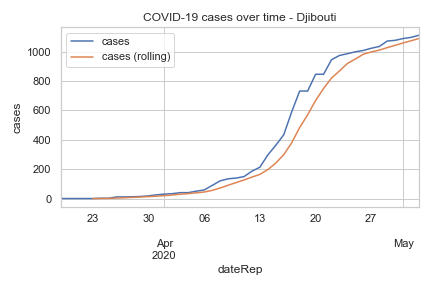 COVID-19 cases over time - Djibouti
cases
cases (rolling)
1000
800
600
400
200
0
cases
23 30 06 13 20 27
Apr May
2020
dateRep